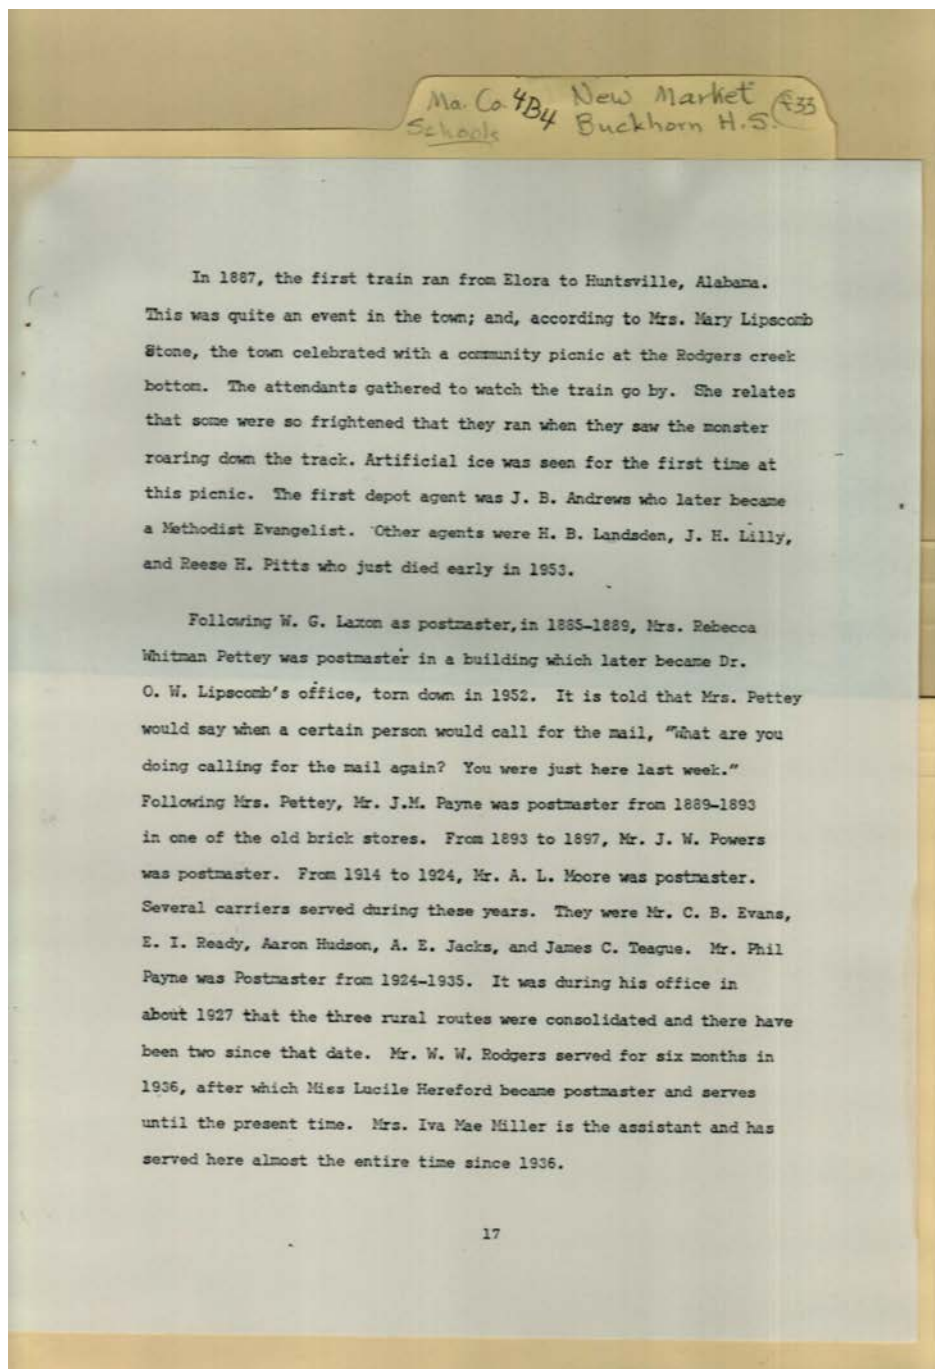 Ma. Co. 4B4 New Market
Schools Buckhorn H.S. 33
In 1887, the first train ran from Elora to Huntsville, Alabama.
This was quite an event in the town; and, according to Mrs. Mary Lipscomb
Stone, the town celebrated with a community picnic at the Rodgers creek
bottom. The attendants gathered to watch the train go by. She relates
that some were so frightened that they ran when they saw the monster
roaring down the track. Artificial ice was seen for the first time at
this picnic. The first depot agent was J. B. Andrews who later became
a Methodist Evangelist. Other agents were H. B. Landsden, J. H. Lilly,
and Reese H. Pitts who just died early in 1953.
Following W. G. Laxon as postmaster, in 1885-1889, Mrs. Rebecca
Whitman Pettey was postmaster in a building which later became Dr.
O. W. Lipscomb's office, torn down in 1952. It is told that Mrs. Pettey
would say when a certain person would call for the mail, "What are you
doing calling for the mail again? You were just here last week."
Following Mrs. Pettey, Mr. J.M. Payne was postmaster from 1889-1893
in one of the old brick stores. From 1893 to 1897, Mr. J. W. Powers
was postmaster. From 1914 to 1924, Mr. A. L. Moore was postmaster.
Several carriers served during these years. They were Mr. C. B. Evans,
E. I. Ready, Aaron Hudson, A. E. Jacks, and James C. Teague. Mr. Phil
Payne was Postmaster from 1924-1935. It was during his office in
about 1927 that the three rural routes were consolidated and there have
been two since that date. Mr. W. W. Rodgers served for six months in
1936, after which Miss Lucile Hereford became postmaster and serves
until the present time. Mrs. Iva Mae Miller is the assistant and has
served here almost the entire time since 1936.
17